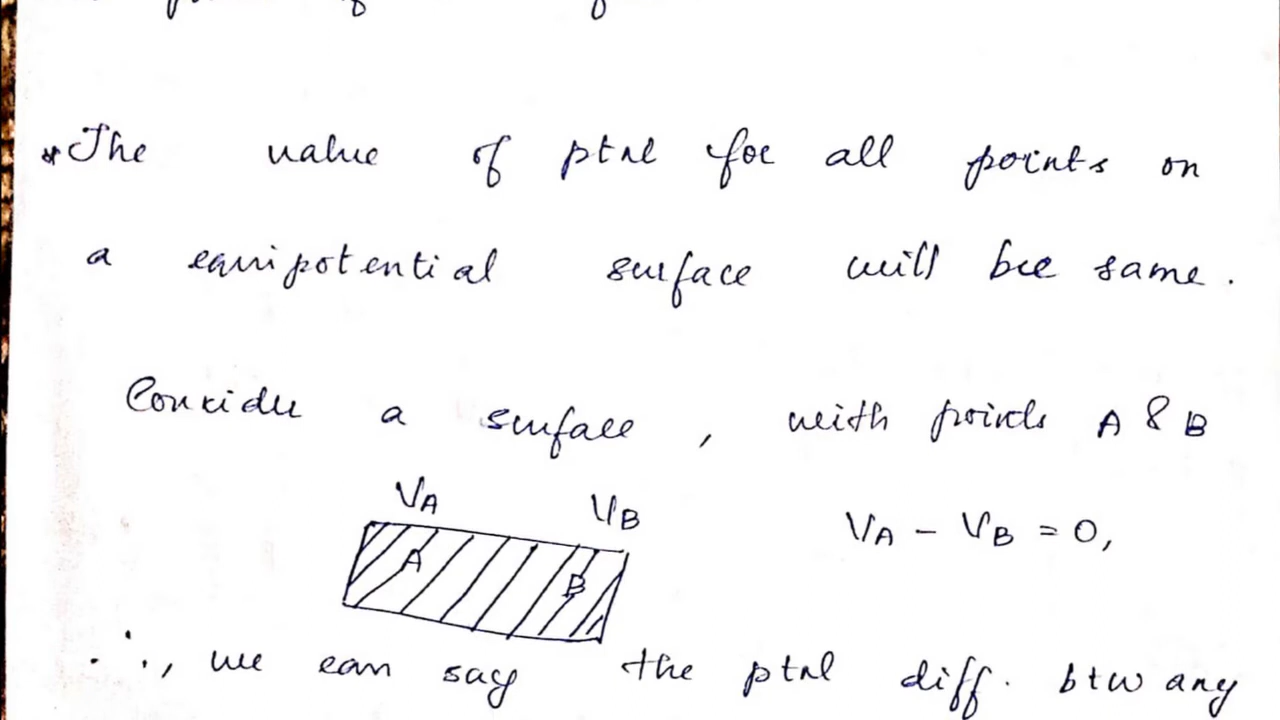 * The value of ptnl for all points on
a equipotential surface will be same.
Consider a surface, with points A & B
VA VB
VA - VB = 0,
A B
∴, we can say the ptnl diff. btw any